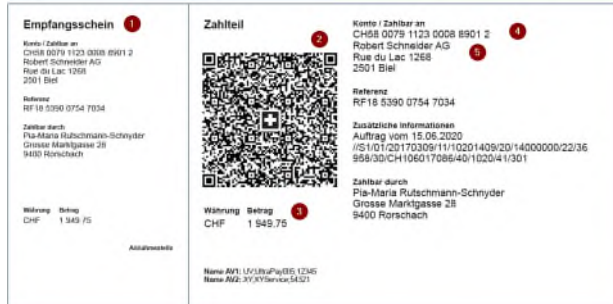 Empfangsschein 1
Konto / Zahlbar an
CH58 0079 1123 0008 8901 2
Robert Schneider AG
Rue du Lac 1268
2501 Biel
Referenz
RF18 5390 0754 7034
Zahlbar durch
Pia-Maria Rutschmann-Schnyder
Grosse Marktgasse 28
9400 Rorschach
Währung Betrag
CHF 1 949.75
Annahmestelle
Zahlteil
2
Währung Betrag 3
CHF 1 949.75
Name AV1: UV;UltraPay005;12345
Name AV2: XY;XYService;54321
Konto / Zahlbar an
CH58 0079 1123 0008 8901 2 4
Robert Schneider AG 5
Rue du Lac 1268
2501 Biel
Referenz
RF18 5390 0754 7034
Zusätzliche Informationen
Auftrag vom 15.06.2020
//S1/01/20170309/11/10201409/20/14000000/22/36
958/30/CH106017086/40/1020/41/301
Zahlbar durch
Pia-Maria Rutschmann-Schnyder
Grosse Marktgasse 28
9400 Rorschach